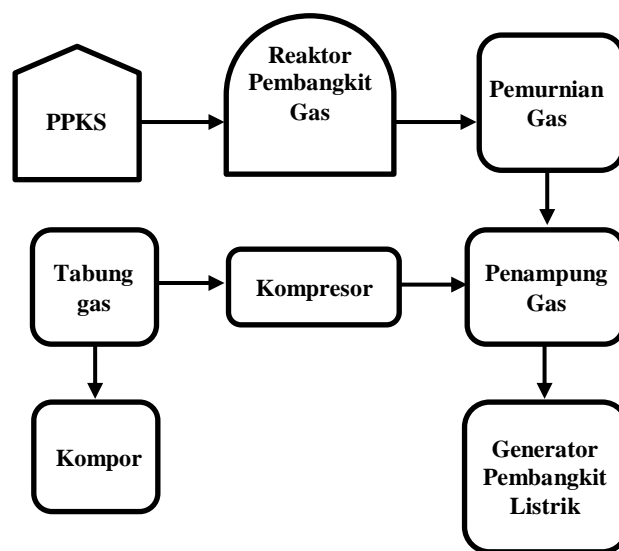 PPKS
Reaktor
Pembangkit
Gas
Pemurnian
Gas
Tabung
gas
Kompresor
Penampung
Gas
Kompor
Generator
Pembangkit
Listrik